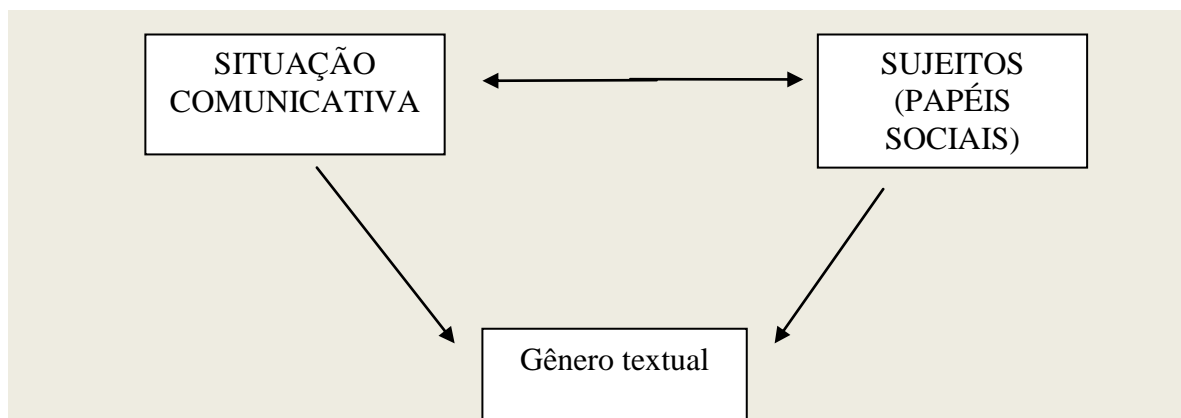 SITUAÇÃO
COMUNICATIVA
SUJEITOS
(PAPÉIS
SOCIAIS)
Gênero textual